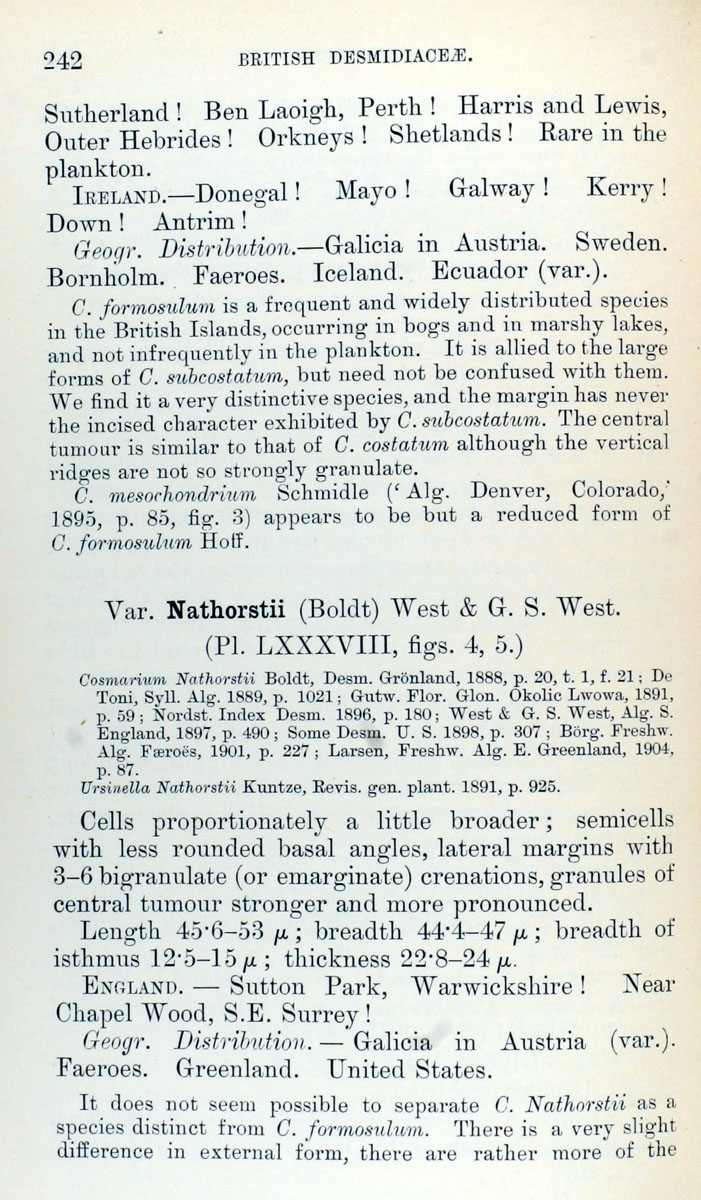 242
BRITISH DESMIDIACEÆ.
Sutherland! Ben Laoigh, Perth! Harris and Lewis,
Outer Hebrides! Orkneys! Shetlands! Rare in the
plankton.
IRELAND.—Donegal! Mayo! Galway! Kerry!
Down! Antrim!
Geogr. Distribution.—Galicia in Austria. Sweden.
Bornholm. Faeroes. Iceland. Ecuador (var.).
C. formosulum is a frequent and widely distributed species
in the British Islands, occurring in bogs and in marshy lakes,
and not infrequently in the plankton. It is allied to the large
forms of C. subcostatum, but need not be confused with them.
We find it a very distinctive species, and the margin has never
the incised character exhibited by C. subcostatum. The central
tumour is similar to that of C. costatum although the vertical
ridges are not so strongly granulate.
C. mesochondrium Schmidle (‘Alg. Denver, Colorado,’
1895, p. 85, fig. 3) appears to be but a reduced form of
C. formosulum Hoff.
Var. Nathorstii (Boldt) West & G. S. West.
(Pl. LXXXVIII, figs. 4, 5.)
Cosmarium Nathorstii Boldt, Desm. Grönland, 1888, p. 20, t. 1, f. 21; De
Toni, Syll. Alg. 1889, p. 1021; Gutw. Flor. Glon. Okolic Lwowa, 1891,
p. 59; Nordst. Index Desm. 1896, p. 180; West & G. S. West, Alg. S.
England, 1897, p. 490; Some Desm. U. S. 1898, p. 307; Börg. Freshw.
Alg. Færoës, 1901, p. 227; Larsen, Freshw. Alg. E. Greenland, 1904,
p. 87.
Ursinella Nathorstii Kuntze, Revis. gen. plant. 1891, p. 925.
Cells proportionately a little broader; semicells
with less rounded basal angles, lateral margins with
3–6 bigranulate (or emarginate) crenations, granules of
central tumour stronger and more pronounced.
Length 45·6–53 μ; breadth 44·4–47 μ; breadth of
isthmus 12·5–15 μ; thickness 22·8–24 μ.
ENGLAND.—Sutton Park, Warwickshire! Near
Chapel Wood, S.E. Surrey!
Geogr. Distribution.—Galicia in Austria (var.).
Faeroes. Greenland. United States.
It does not seem possible to separate C. Nathorstii as a
species distinct from C. formosulum. There is a very slight
difference in external form, there are rather more of the